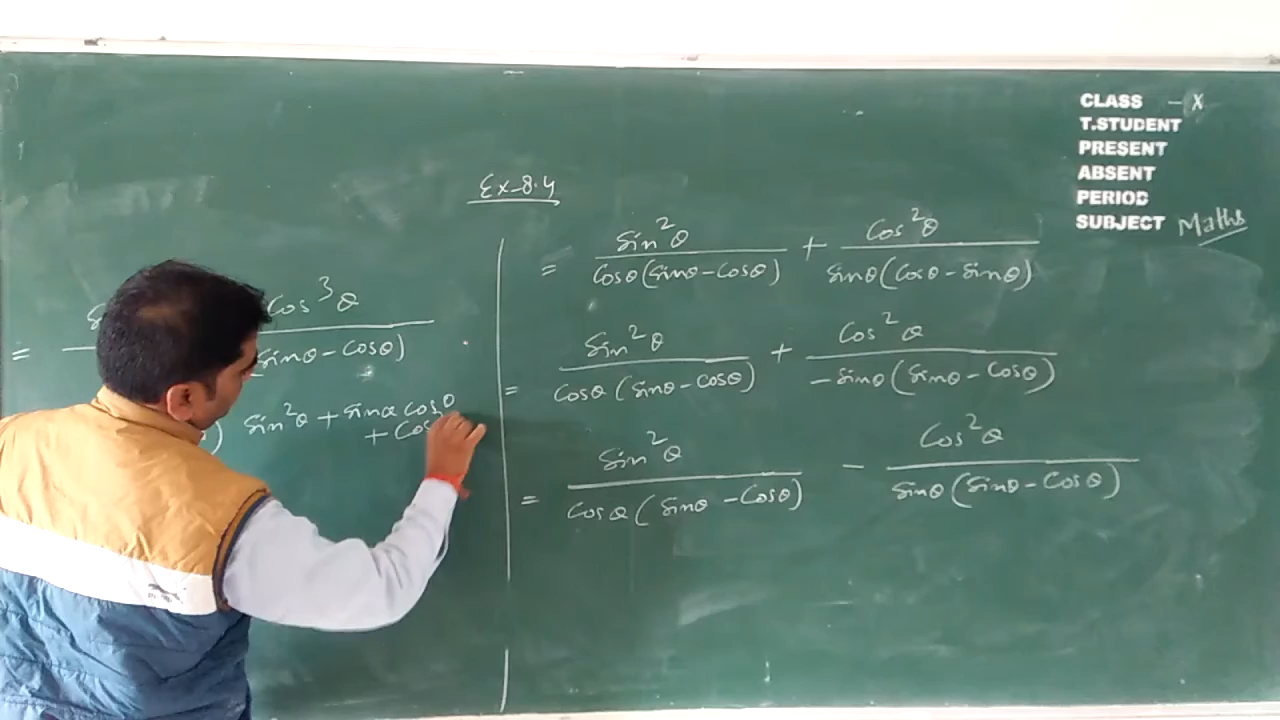 CLASS - X
T.STUDENT
PRESENT
ABSENT
PERIOD
SUBJECT Maths
Ex-8.4
cos³θ
=
sinθ - cosθ)
) sin²θ + sinθ cosθ
+ cos
= sin²θ / cosθ(sinθ - cosθ) + cos²θ / sinθ(cosθ - sinθ)
= sin²θ / cosθ(sinθ - cosθ) + cos²θ / -sinθ(sinθ - cosθ)
= sin²θ / cosθ(sinθ - cosθ) - cos²θ / sinθ(sinθ - cosθ)